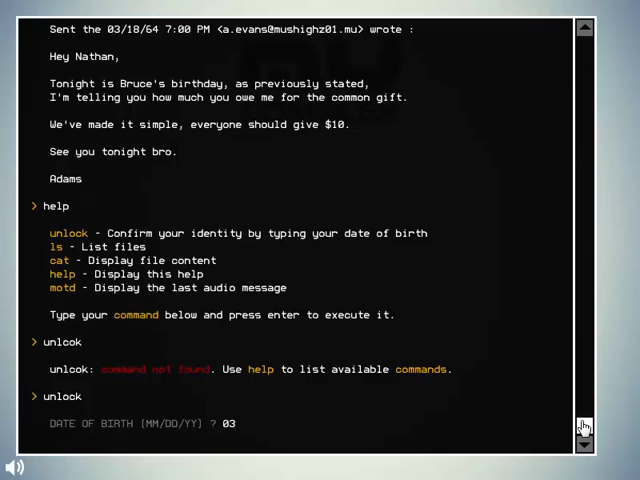 Sent the 03/18/64 7:00 PM <a.evans@mushighz01.mu> wrote :
Hey Nathan,
Tonight is Bruce's birthday, as previously stated,
I'm telling you how much you owe me for the common gift.
We've made it simple, everyone should give $10.
See you tonight bro.
Adams
> help
unlock - Confirm your identity by typing your date of birth
ls - List files
cat - Display file content
help - Display this help
motd - Display the last audio message
Type your command below and press enter to execute it.
> unlcok
unlcok: command not found. Use help to list available commands.
> unlock
DATE OF BIRTH [MM/DD/YY] ? 03